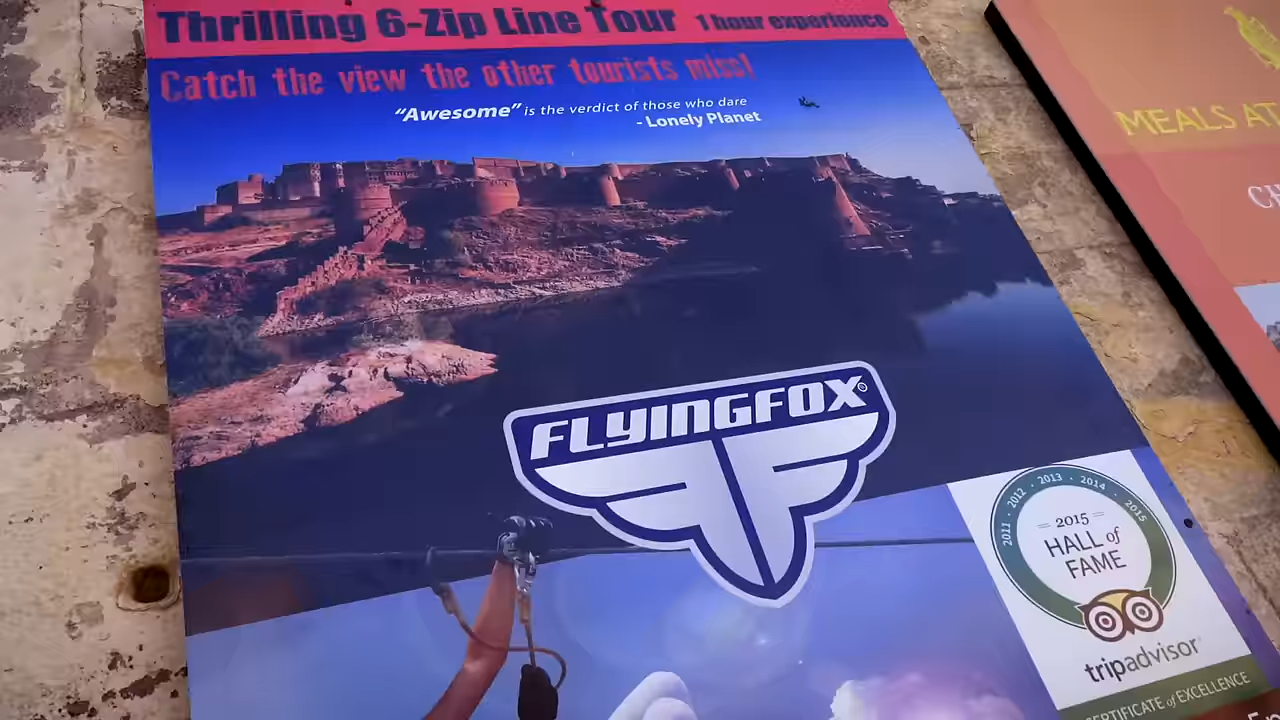 Thrilling 6-Zip Line Tour 1 hour experience
Catch the view the other tourists miss!
"Awesome" is the verdict of those who dare
- Lonely Planet
FLYINGFOX®
2011 · 2012 · 2013 · 2014 · 2015
2015
HALL of
FAME
tripadvisor®
CERTIFICATE of EXCELLENCE
MEALS AT